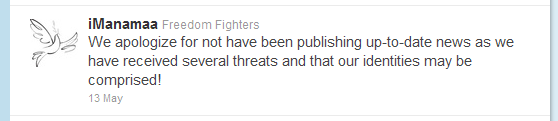 iManamaa Freedom Fighters
We apologize for not have been publishing up-to-date news as we
have received several threats and that our identities may be
comprised!
13 May